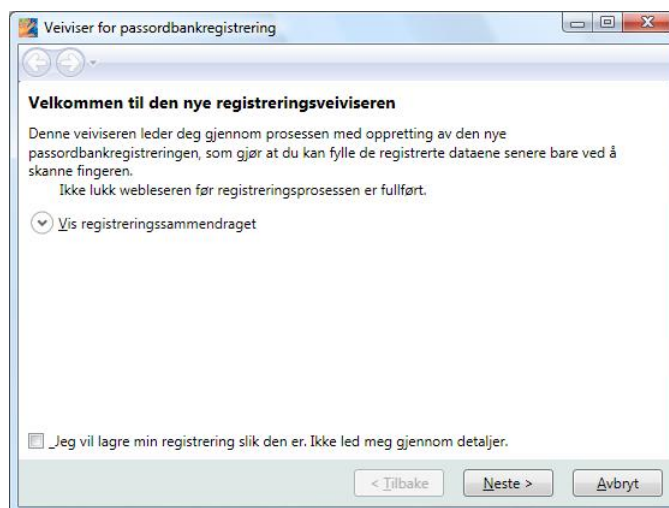 Veiviser for passordbankregistrering
Velkommen til den nye registreringsveiviseren
Denne veiviseren leder deg gjennom prosessen med oppretting av den nye
passordbankregistreringen, som gjør at du kan fylle de registrerte dataene senere bare ved å
skanne fingeren.
Ikke lukk webleseren før registreringsprosessen er fullført.
Vis registreringssammendraget
_Jeg vil lagre min registrering slik den er. Ikke led meg gjennom detaljer.
< Tilbake
Neste >
Avbryt